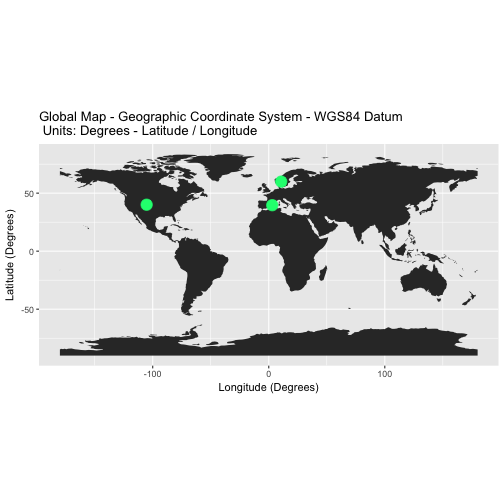 Global Map - Geographic Coordinate System - WGS84 Datum
Units: Degrees - Latitude / Longitude
Latitude (Degrees)
50
0
-50
-100
0
100
Longitude (Degrees)